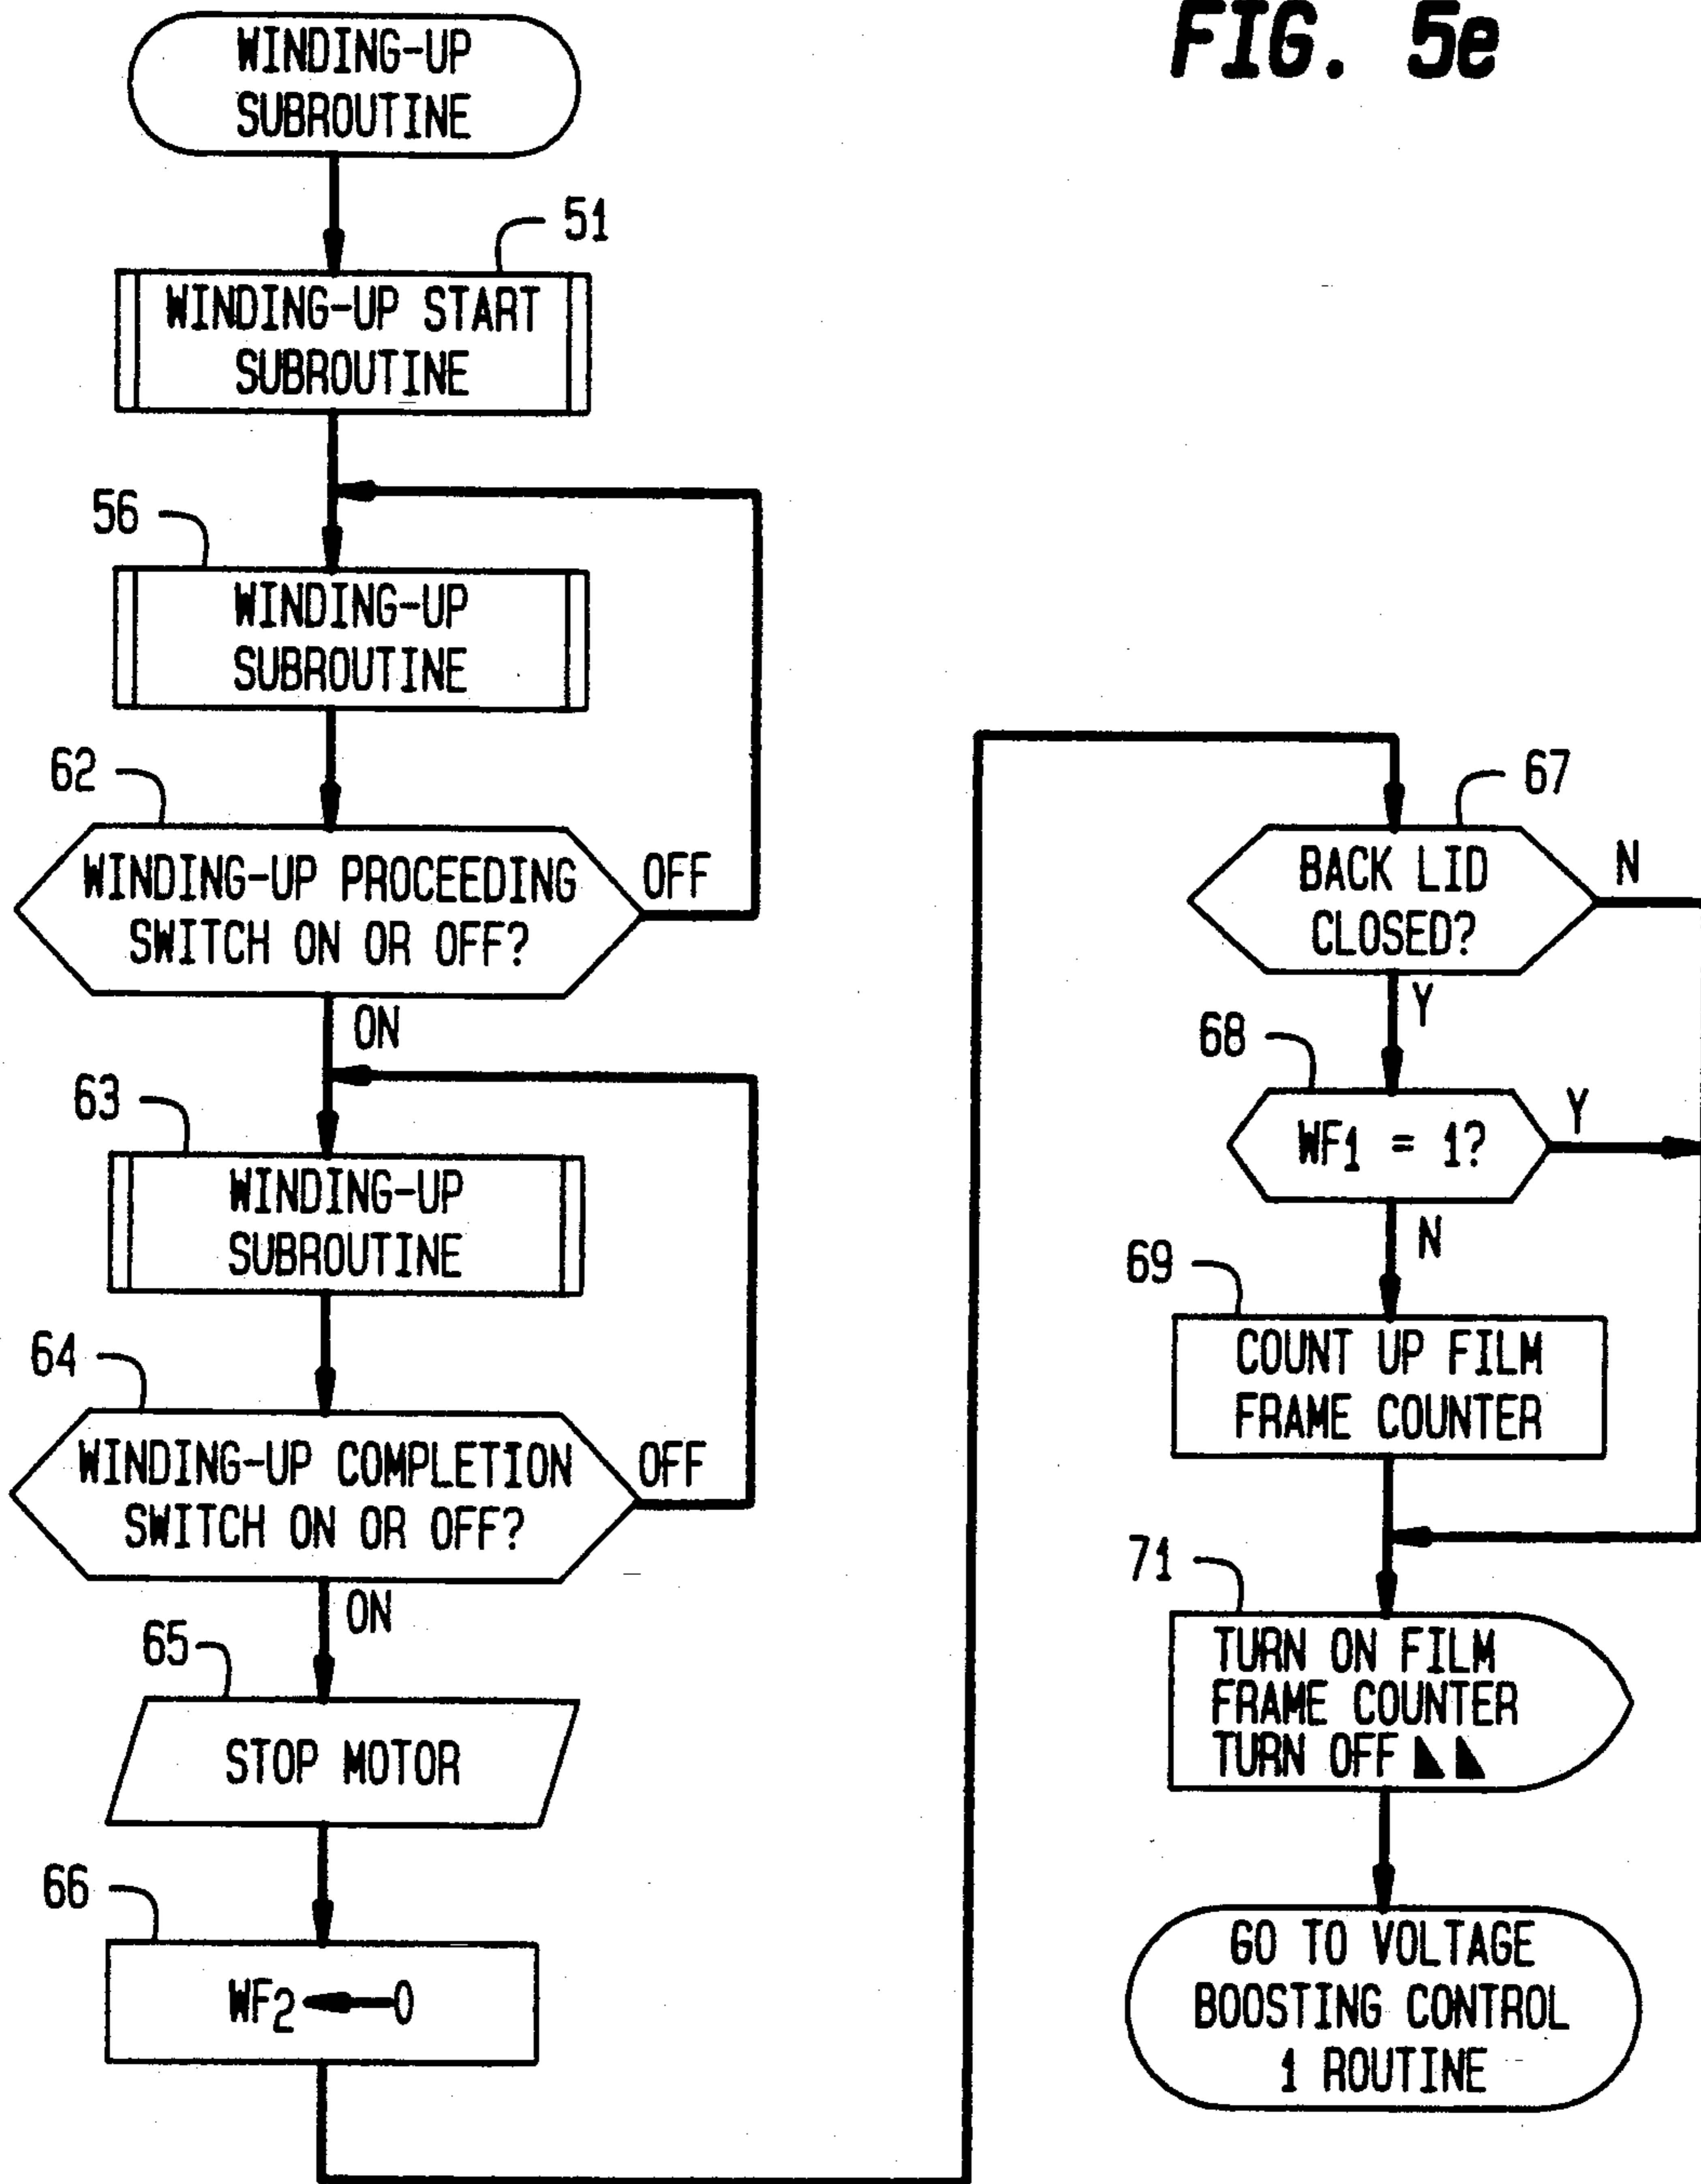 FIG. 5e
WINDING-UP
SUBROUTINE
51
WINDING-UP START
SUBROUTINE
56
WINDING-UP
SUBROUTINE
62
WINDING-UP PROCEEDING
SWITCH ON OR OFF?
OFF
ON
63
WINDING-UP
SUBROUTINE
64
WINDING-UP COMPLETION
SWITCH ON OR OFF?
OFF
ON
65
STOP MOTOR
66
WF2 ← 0
67
BACK LID
CLOSED?
N
Y
68
WF1 = 1?
Y
N
69
COUNT UP FILM
FRAME COUNTER
71
TURN ON FILM
FRAME COUNTER
TURN OFF
GO TO VOLTAGE
BOOSTING CONTROL
1 ROUTINE